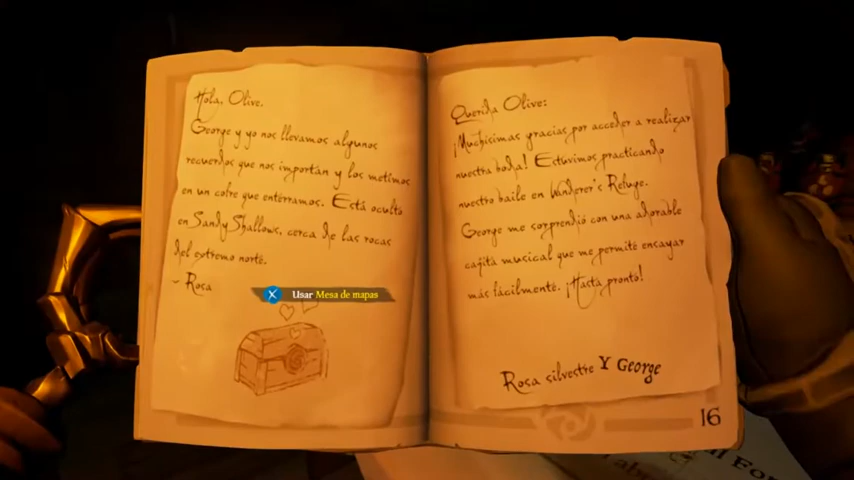 Hola, Olive.
George y yo nos llevamos algunos
recuerdos que nos importan y los metimos
en un cofre que enterramos. Está oculto
en Sandy Shallows, cerca de las rocas
del extremo norte.
- Rosa
Usar Mesa de mapas
Querida Olive:
¡Muchísimas gracias por acceder a realizar
nuestra boda! Estuvimos practicando
nuestro baile en Wanderer's Refuge.
George me sorprendió con una adorable
cajita musical que me permite ensayar
más fácilmente. ¡Hasta pronto!
Rosa silvestre Y George
16